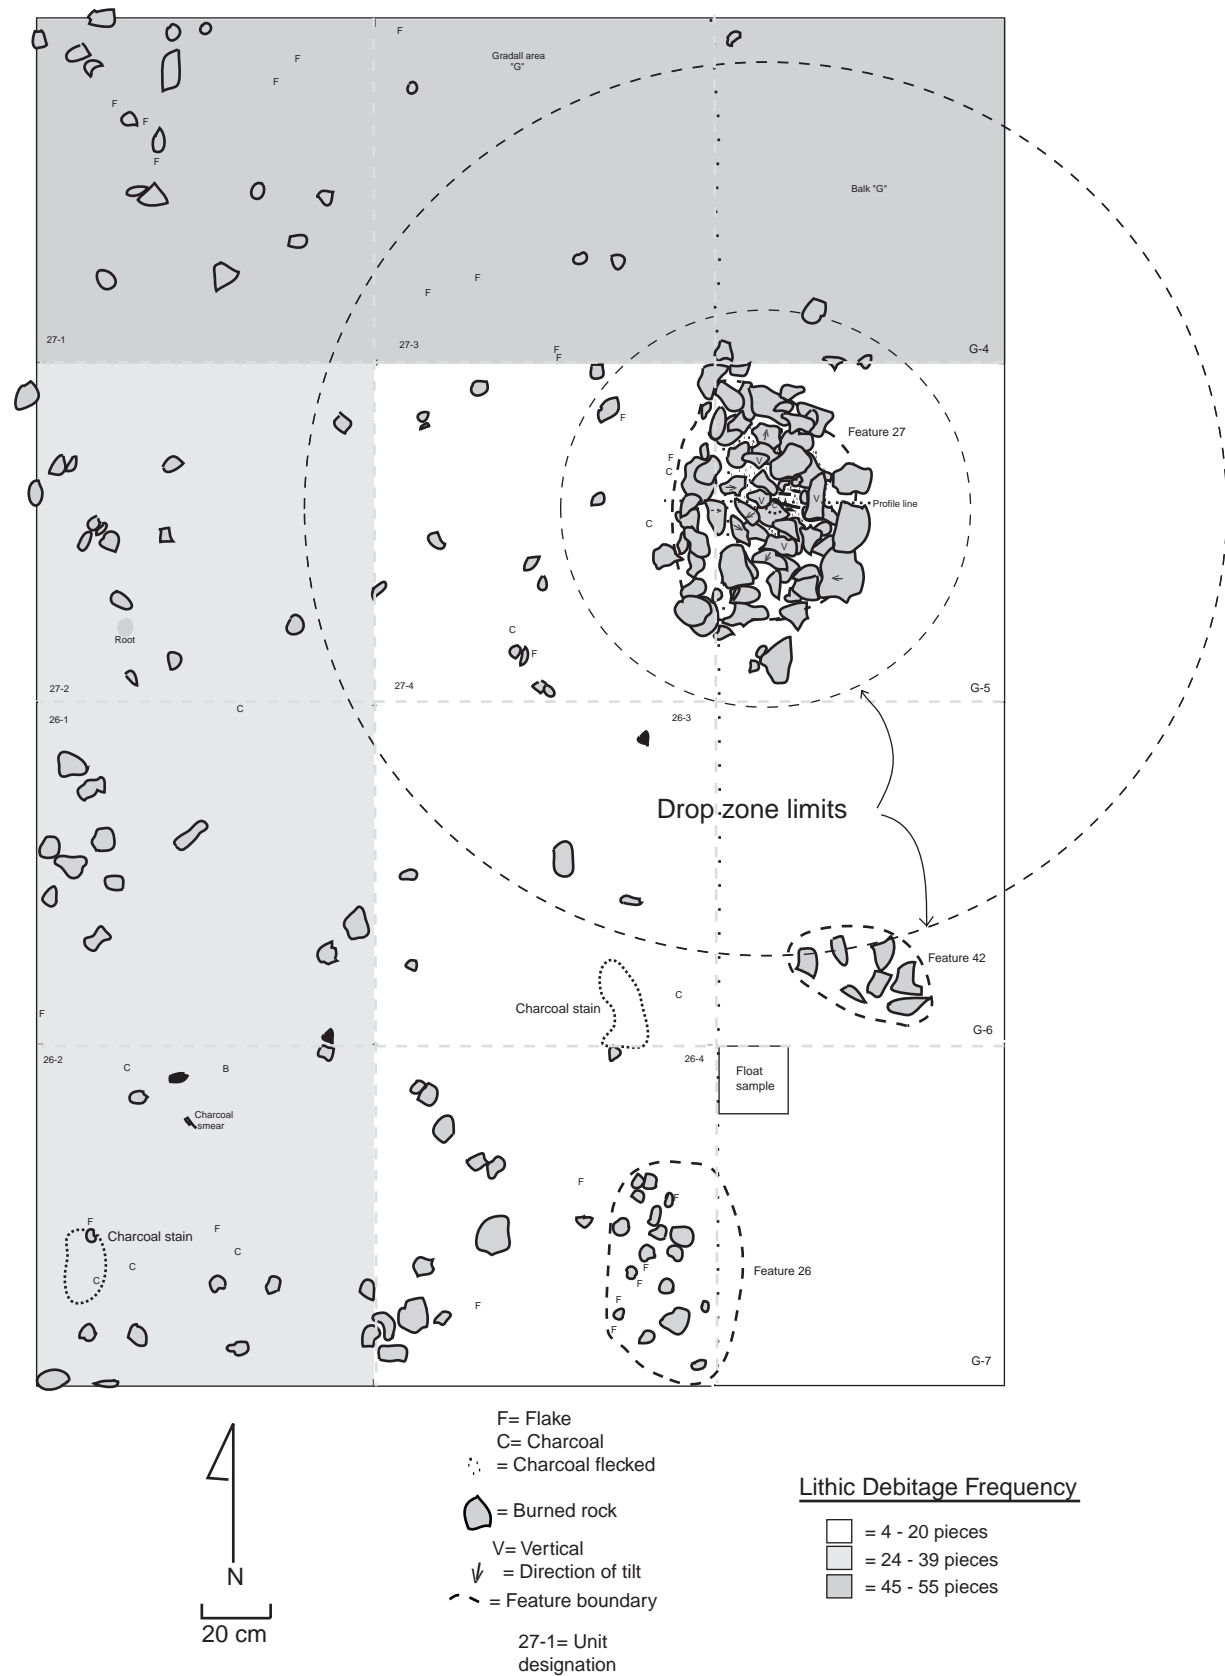 F
Gradall area
"G"
F
F
F
F
F
Balk "G"
F
F
27-1
27-3
F
F
G-4
F
Feature 27
F
C
V
V
V
C
Profile line
C
V
C
F
Root
27-2
27-4
G-5
26-1
C
26-3
Drop zone limits
Feature 42
C
Charcoal stain
F
G-6
26-2
26-4
C
B
Float
sample
Charcoal
smear
F
F
F
Charcoal stain
F
C
C
F
C
F
Feature 26
F
F
F
G-7
F= Flake
C= Charcoal
= Charcoal flecked
= Burned rock
V= Vertical
= Direction of tilt
= Feature boundary
27-1= Unit
designation
N
20 cm
Lithic Debitage Frequency
= 4 - 20 pieces
= 24 - 39 pieces
= 45 - 55 pieces